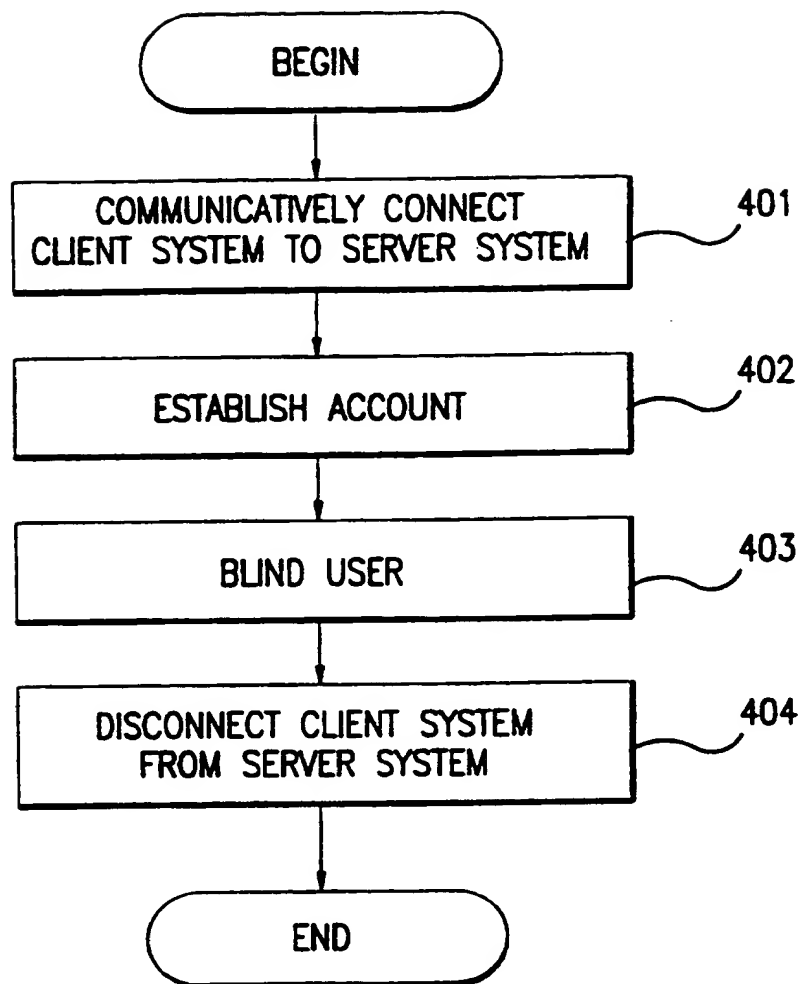 BEGIN
COMMUNICATIVELY CONNECT
CLIENT SYSTEM TO SERVER SYSTEM
401
ESTABLISH ACCOUNT
402
BLIND USER
403
DISCONNECT CLIENT SYSTEM
FROM SERVER SYSTEM
404
END